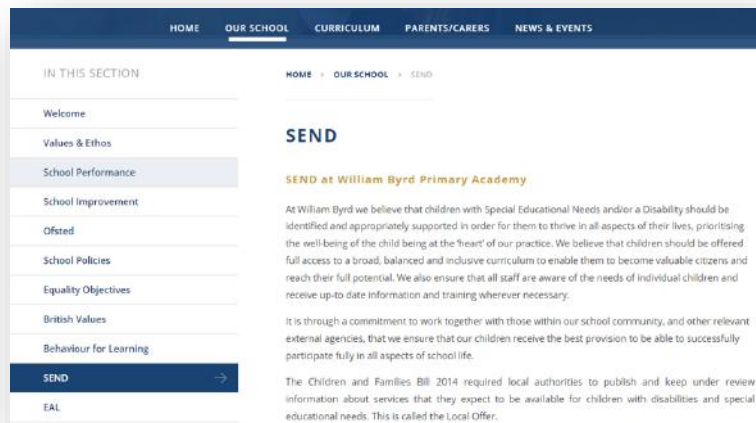 HOME OUR SCHOOL CURRICULUM PARENTS/CARERS NEWS & EVENTS
IN THIS SECTION
Welcome
Values & Ethos
School Performance
School Improvement
Ofsted
School Policies
Equality Objectives
British Values
Behaviour for Learning
SEND
EAL
HOME OUR SCHOOL SEND
SEND
SEND at William Byrd Primary Academy
At William Byrd we believe that children with Special Educational Needs and/or a Disability should be
identified and appropriately supported in order for them to thrive in all aspects of their lives, prioritising
the well-being of the child being at the 'heart' of our practice. We believe that children should be offered
full access to a broad, balanced and inclusive curriculum to enable them to become valuable citizens and
reach their full potential. We also ensure that all staff are aware of the needs of individual children and
receive up-to date information and training wherever necessary.
It is through a commitment to work together with those within our school community, and other relevant
external agencies, that we ensure that our children receive the best provision to be able to successfully
participate fully in all aspects of school life.
The Children and Families Bill 2014 required local authorities to publish and keep under review
information about services that they expect to be available for children with disabilities and special
educational needs. This is called the Local Offer.